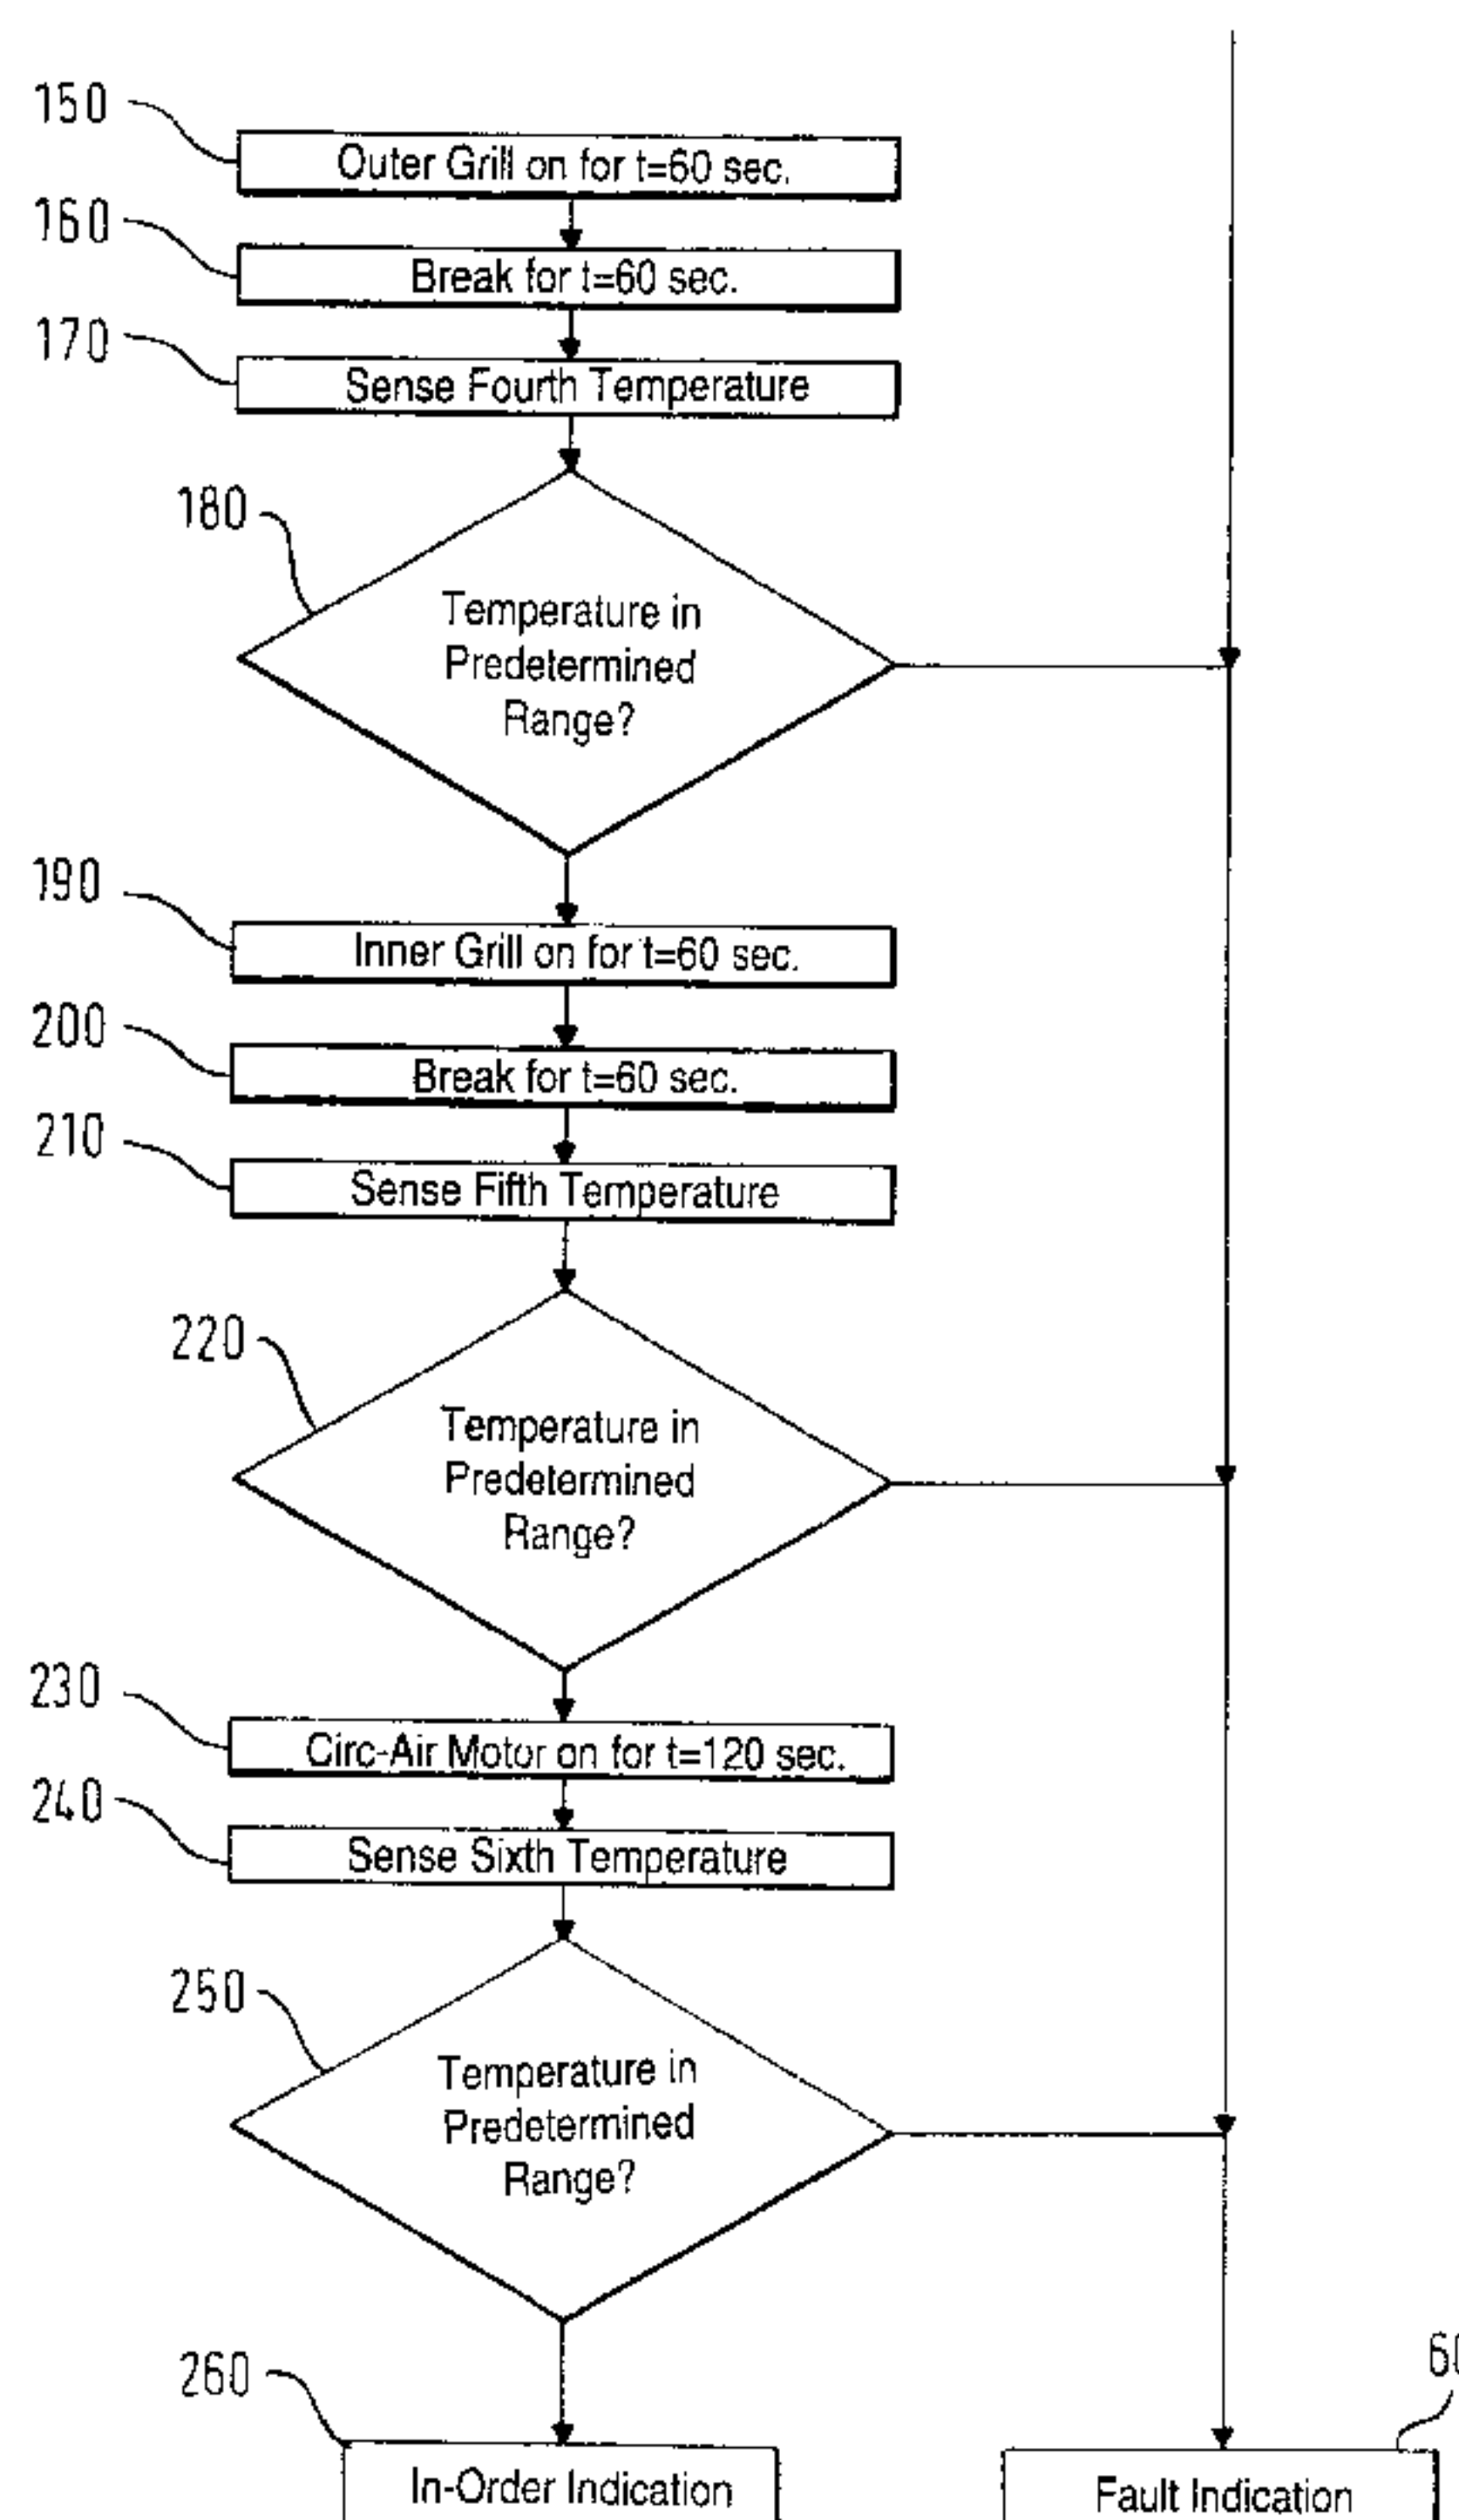 150
Outer Grill on for t=60 sec.
160
Break for t=60 sec.
170
Sense Fourth Temperature
180
Temperature in
Predetermined
Range?
190
Inner Grill on for t=60 sec.
200
Break for t=60 sec.
210
Sense Fifth Temperature
220
Temperature in
Predetermined
Range?
230
Circ-Air Motor on for t=120 sec.
240
Sense Sixth Temperature
250
Temperature in
Predetermined
Range?
260
60
In-Order Indication
Fault Indication